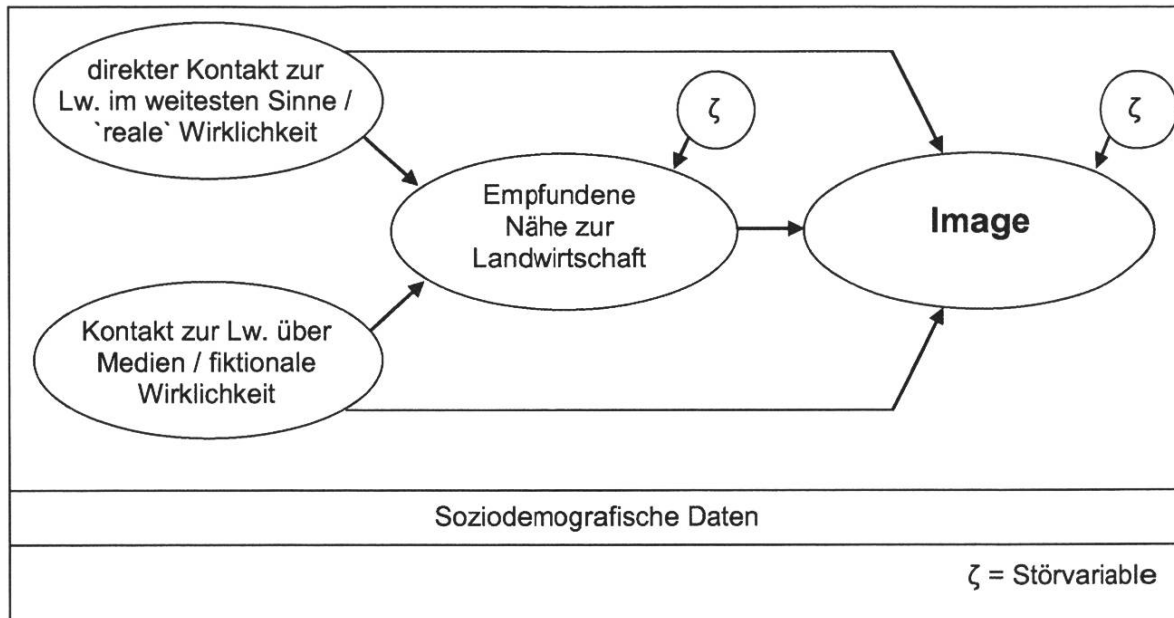 direkter Kontakt zur
Lw. im weitesten Sinne /
`reale` Wirklichkeit
ζ
ζ
Empfundene
Nähe zur
Landwirtschaft
Image
Kontakt zur Lw. über
Medien / fiktionale
Wirklichkeit
Soziodemografische Daten
ζ = Störvariable